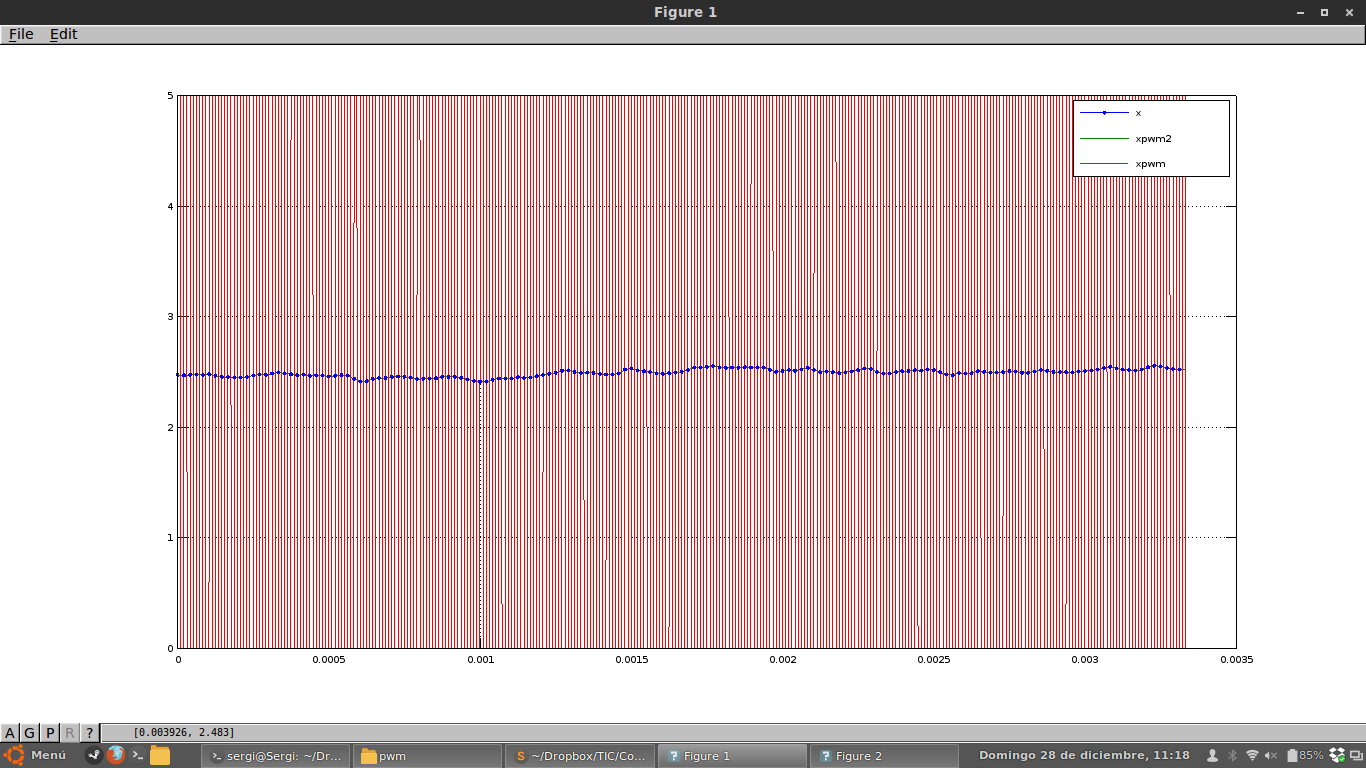 Figure 1
File Edit
5
4
3
2
1
0
x
xpwm2
xpwm
0 0.0005 0.001 0.0015 0.002 0.0025 0.003 0.0035
A G P R ? [0.003926, 2.483]
Menú sergi@Sergi: ~/Dr... pwm ~/Dropbox/TIC/Co... Figure 1 Figure 2 Domingo 28 de diciembre, 11:18 85%